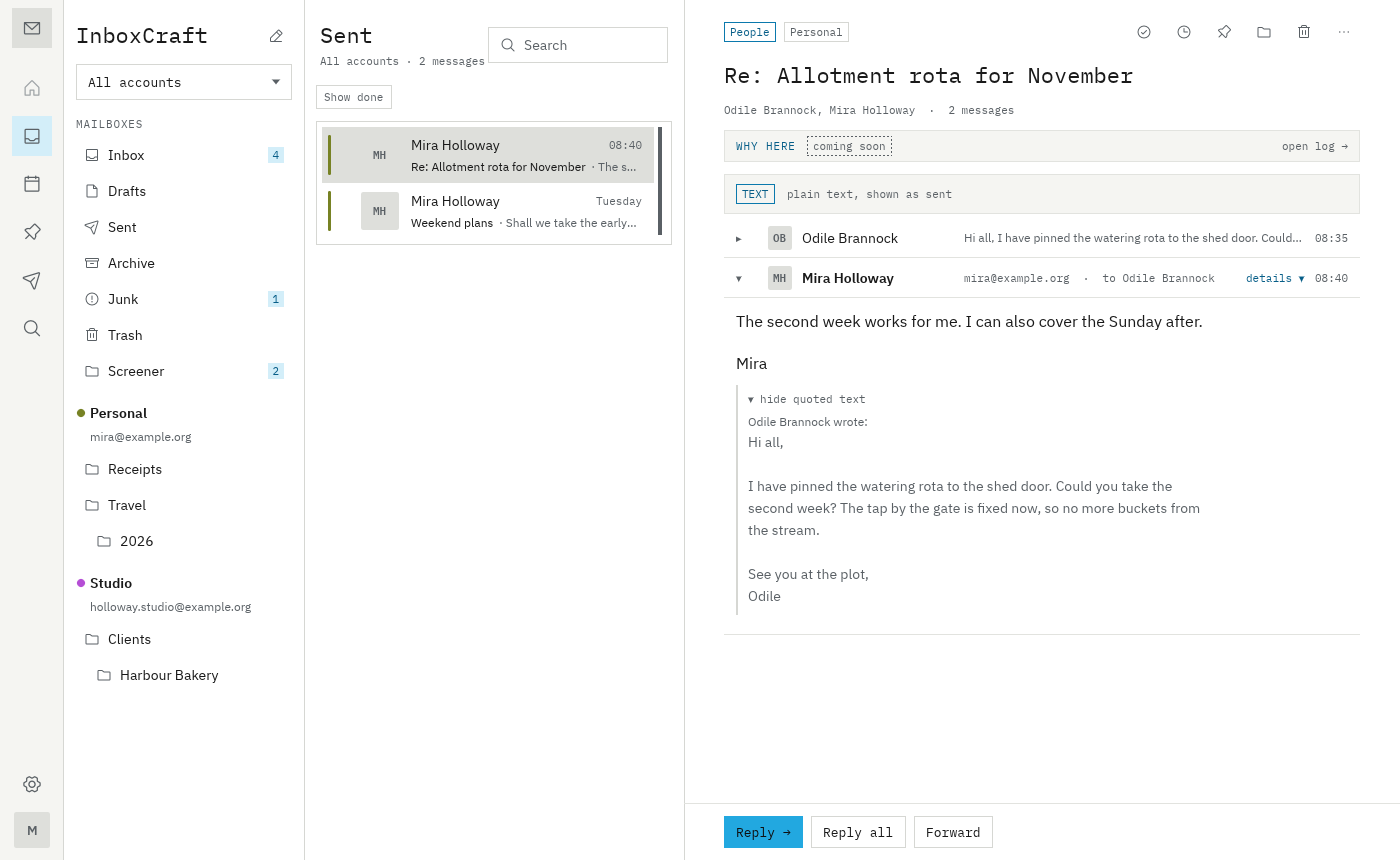 InboxCraft
All accounts
MAILBOXES
Inbox 4
Drafts
Sent
Archive
Junk 1
Trash
Screener 2
Personal
mira@example.org
Receipts
Travel
2026
Studio
holloway.studio@example.org
Clients
Harbour Bakery
M
Sent
All accounts · 2 messages
Search
Show done
MH Mira Holloway 08:40
Re: Allotment rota for November · The s…
MH Mira Holloway Tuesday
Weekend plans · Shall we take the early…
People Personal
Re: Allotment rota for November
Odile Brannock, Mira Holloway · 2 messages
WHY HERE coming soon open log →
TEXT plain text, shown as sent
▸ OB Odile Brannock Hi all, I have pinned the watering rota to the shed door. Could… 08:35
▾ MH Mira Holloway mira@example.org · to Odile Brannock details ▾ 08:40
The second week works for me. I can also cover the Sunday after.
Mira
▾ hide quoted text
Odile Brannock wrote:
Hi all,
I have pinned the watering rota to the shed door. Could you take the
second week? The tap by the gate is fixed now, so no more buckets from
the stream.
See you at the plot,
Odile
Reply → Reply all Forward